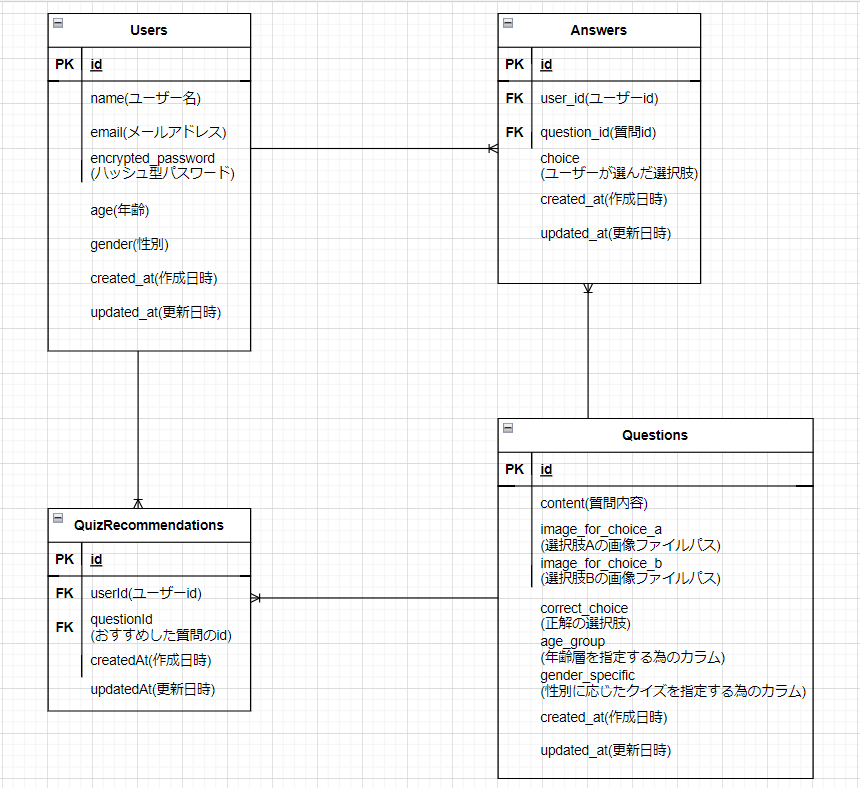 Users
PK id
name(ユーザー名)
email(メールアドレス)
encrypted_password
(ハッシュ型パスワード)
age(年齢)
gender(性別)
created_at(作成日時)
updated_at(更新日時)
Answers
PK id
FK user_id(ユーザーid)
FK question_id(質問id)
choice
(ユーザーが選んだ選択肢)
created_at(作成日時)
updated_at(更新日時)
QuizRecommendations
PK id
FK userId(ユーザーid)
FK questionId
(おすすめした質問のid)
createdAt(作成日時)
updatedAt(更新日時)
Questions
PK id
content(質問内容)
image_for_choice_a
(選択肢Aの画像ファイルパス)
image_for_choice_b
(選択肢Bの画像ファイルパス)
correct_choice
(正解の選択肢)
age_group
(年齢層を指定する為のカラム)
gender_specific
(性別に応じたクイズを指定する為のカラム)
created_at(作成日時)
updated_at(更新日時)